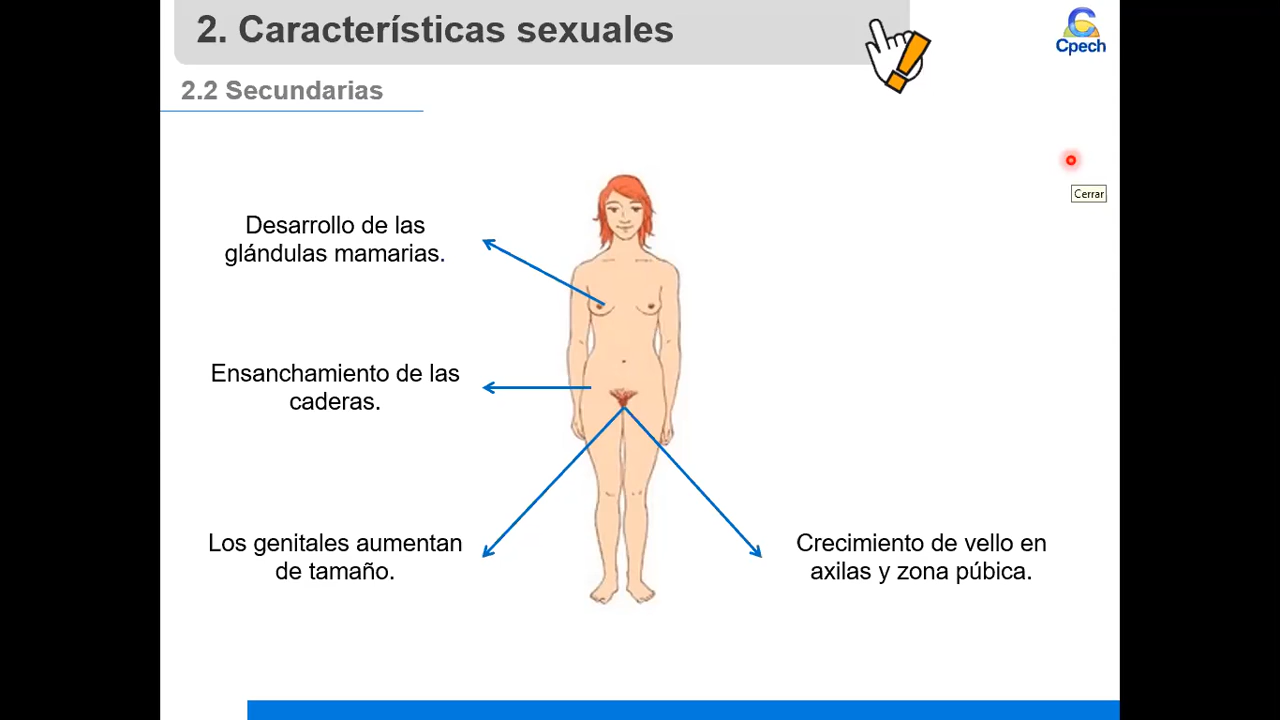 2. Características sexuales
Cpech
2.2 Secundarias
Cerrar
Desarrollo de las
glándulas mamarias.
Ensanchamiento de las
caderas.
Los genitales aumentan
de tamaño.
Crecimiento de vello en
axilas y zona púbica.